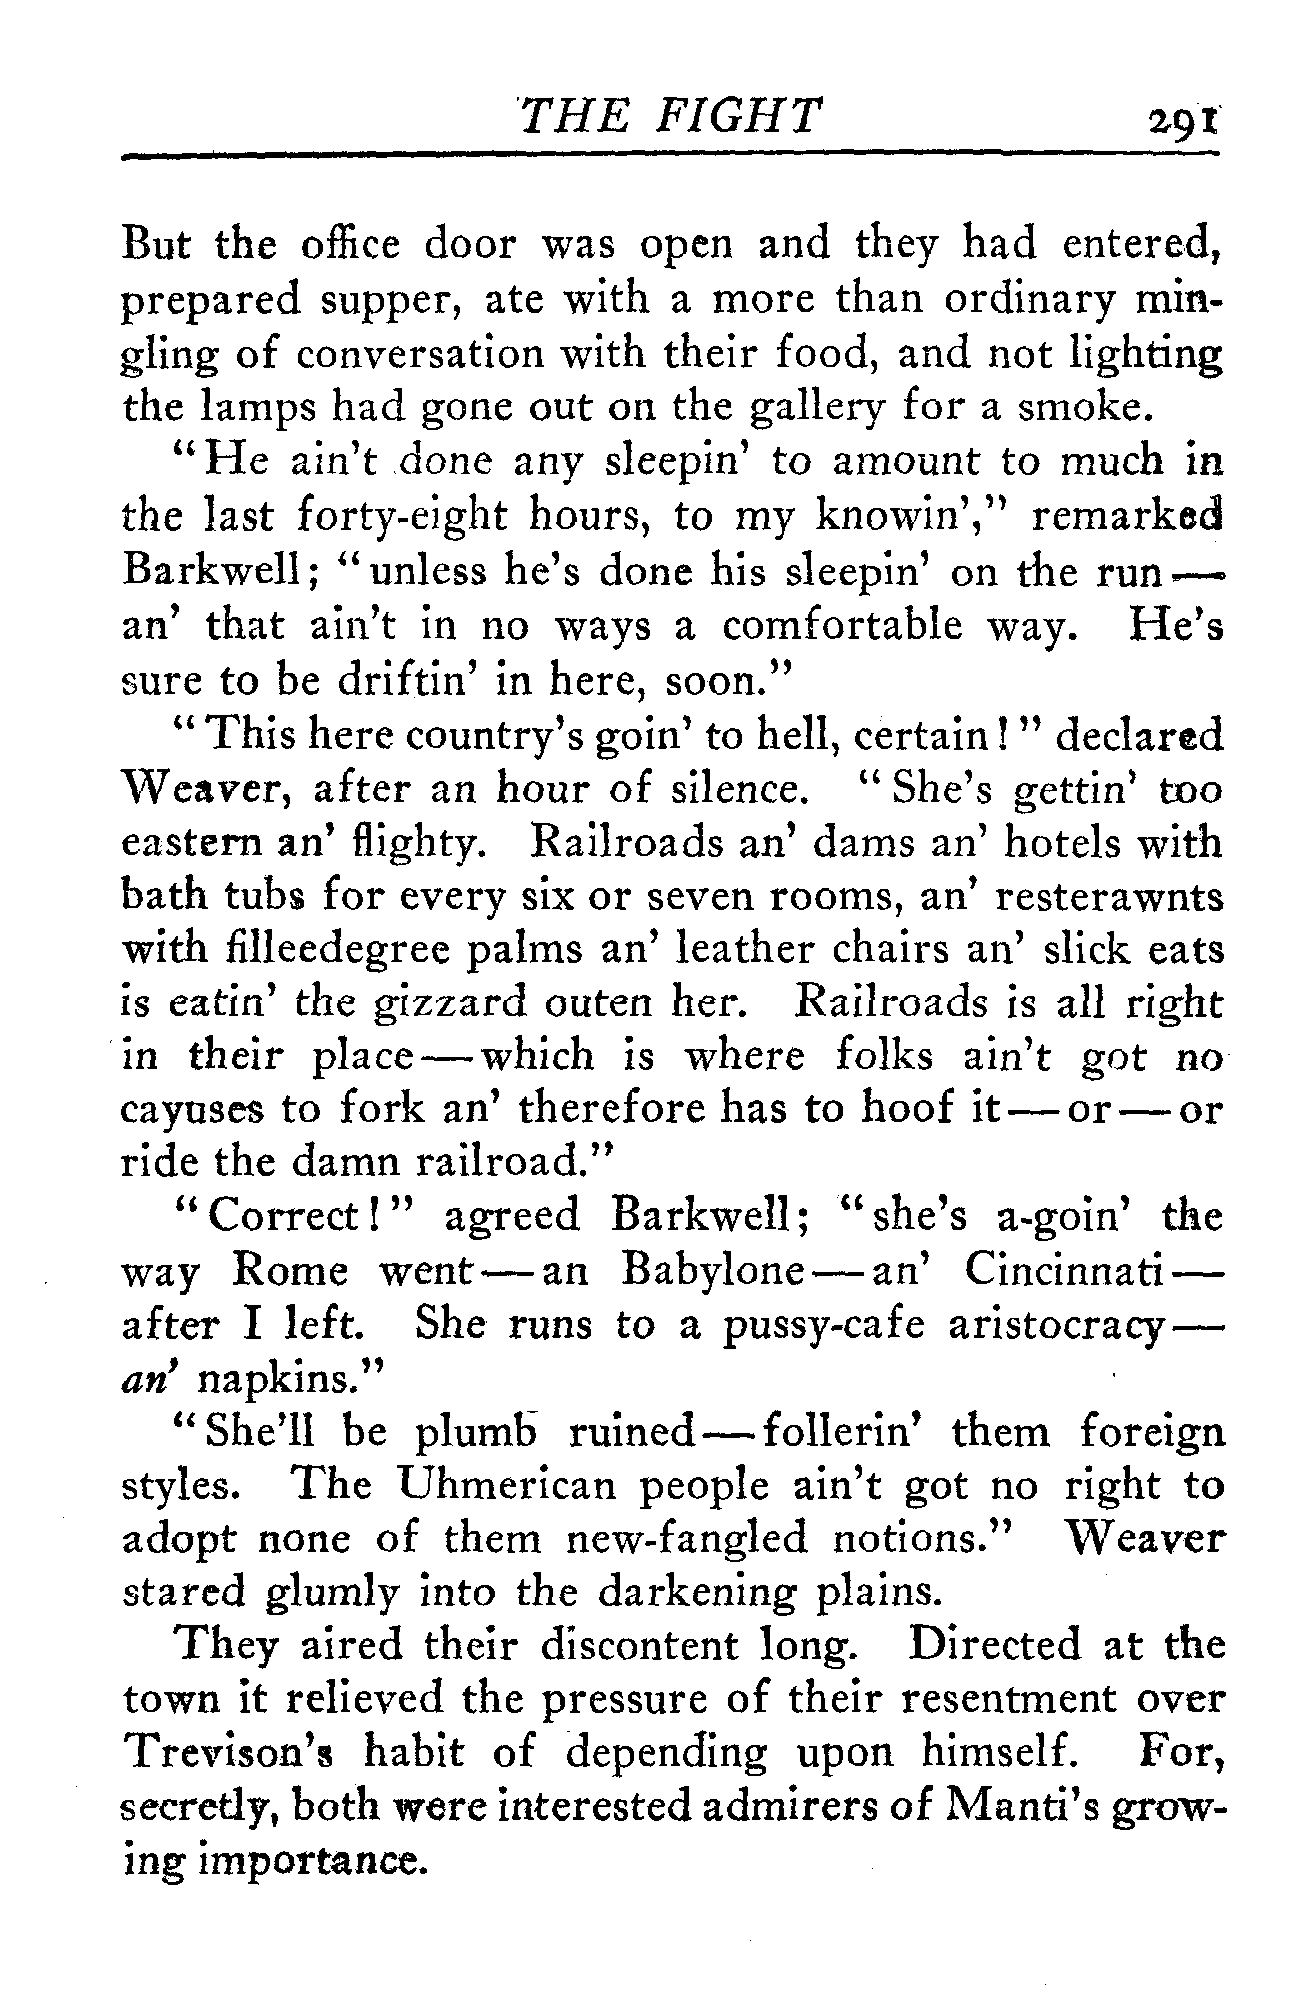 THE FIGHT 291
But the office door was open and they had entered,
prepared supper, ate with a more than ordinary min-
gling of conversation with their food, and not lighting
the lamps had gone out on the gallery for a smoke.
"He ain't done any sleepin' to amount to much in
the last forty-eight hours, to my knowin'," remarked
Barkwell; "unless he's done his sleepin' on the run—
an' that ain't in no ways a comfortable way. He's
sure to be driftin' in here, soon."
"This here country's goin' to hell, certain!" declared
Weaver, after an hour of silence. "She's gettin' too
eastern an' flighty. Railroads an' dams an' hotels with
bath tubs for every six or seven rooms, an' resterawnts
with filleedegree palms an' leather chairs an' slick eats
is eatin' the gizzard outen her. Railroads is all right
in their place—which is where folks ain't got no
cayuses to fork an' therefore has to hoof it—or—or
ride the damn railroad."
"Correct!" agreed Barkwell; "she's a-goin' the
way Rome went—an Babylone—an' Cincinnati—
after I left. She runs to a pussy-cafe aristocracy—
an' napkins."
"She'll be plumb ruined—follerin' them foreign
styles. The Uhmerican people ain't got no right to
adopt none of them new-fangled notions." Weaver
stared glumly into the darkening plains.
They aired their discontent long. Directed at the
town it relieved the pressure of their resentment over
Trevison's habit of depending upon himself. For,
secretly, both were interested admirers of Manti's grow-
ing importance.